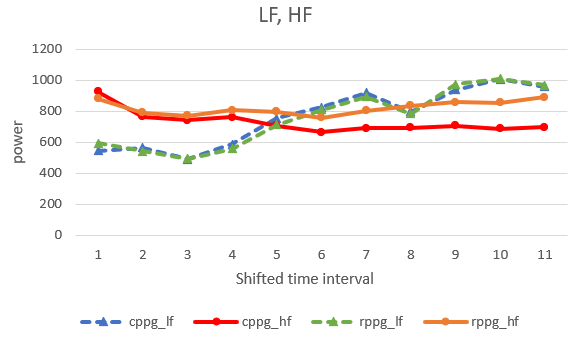 LF, HF
1200
1000
800
600
400
200
0
power
1 2 3 4 5 6 7 8 9 10 11
Shifted time interval
cppg_lf cppg_hf rppg_lf rppg_hf